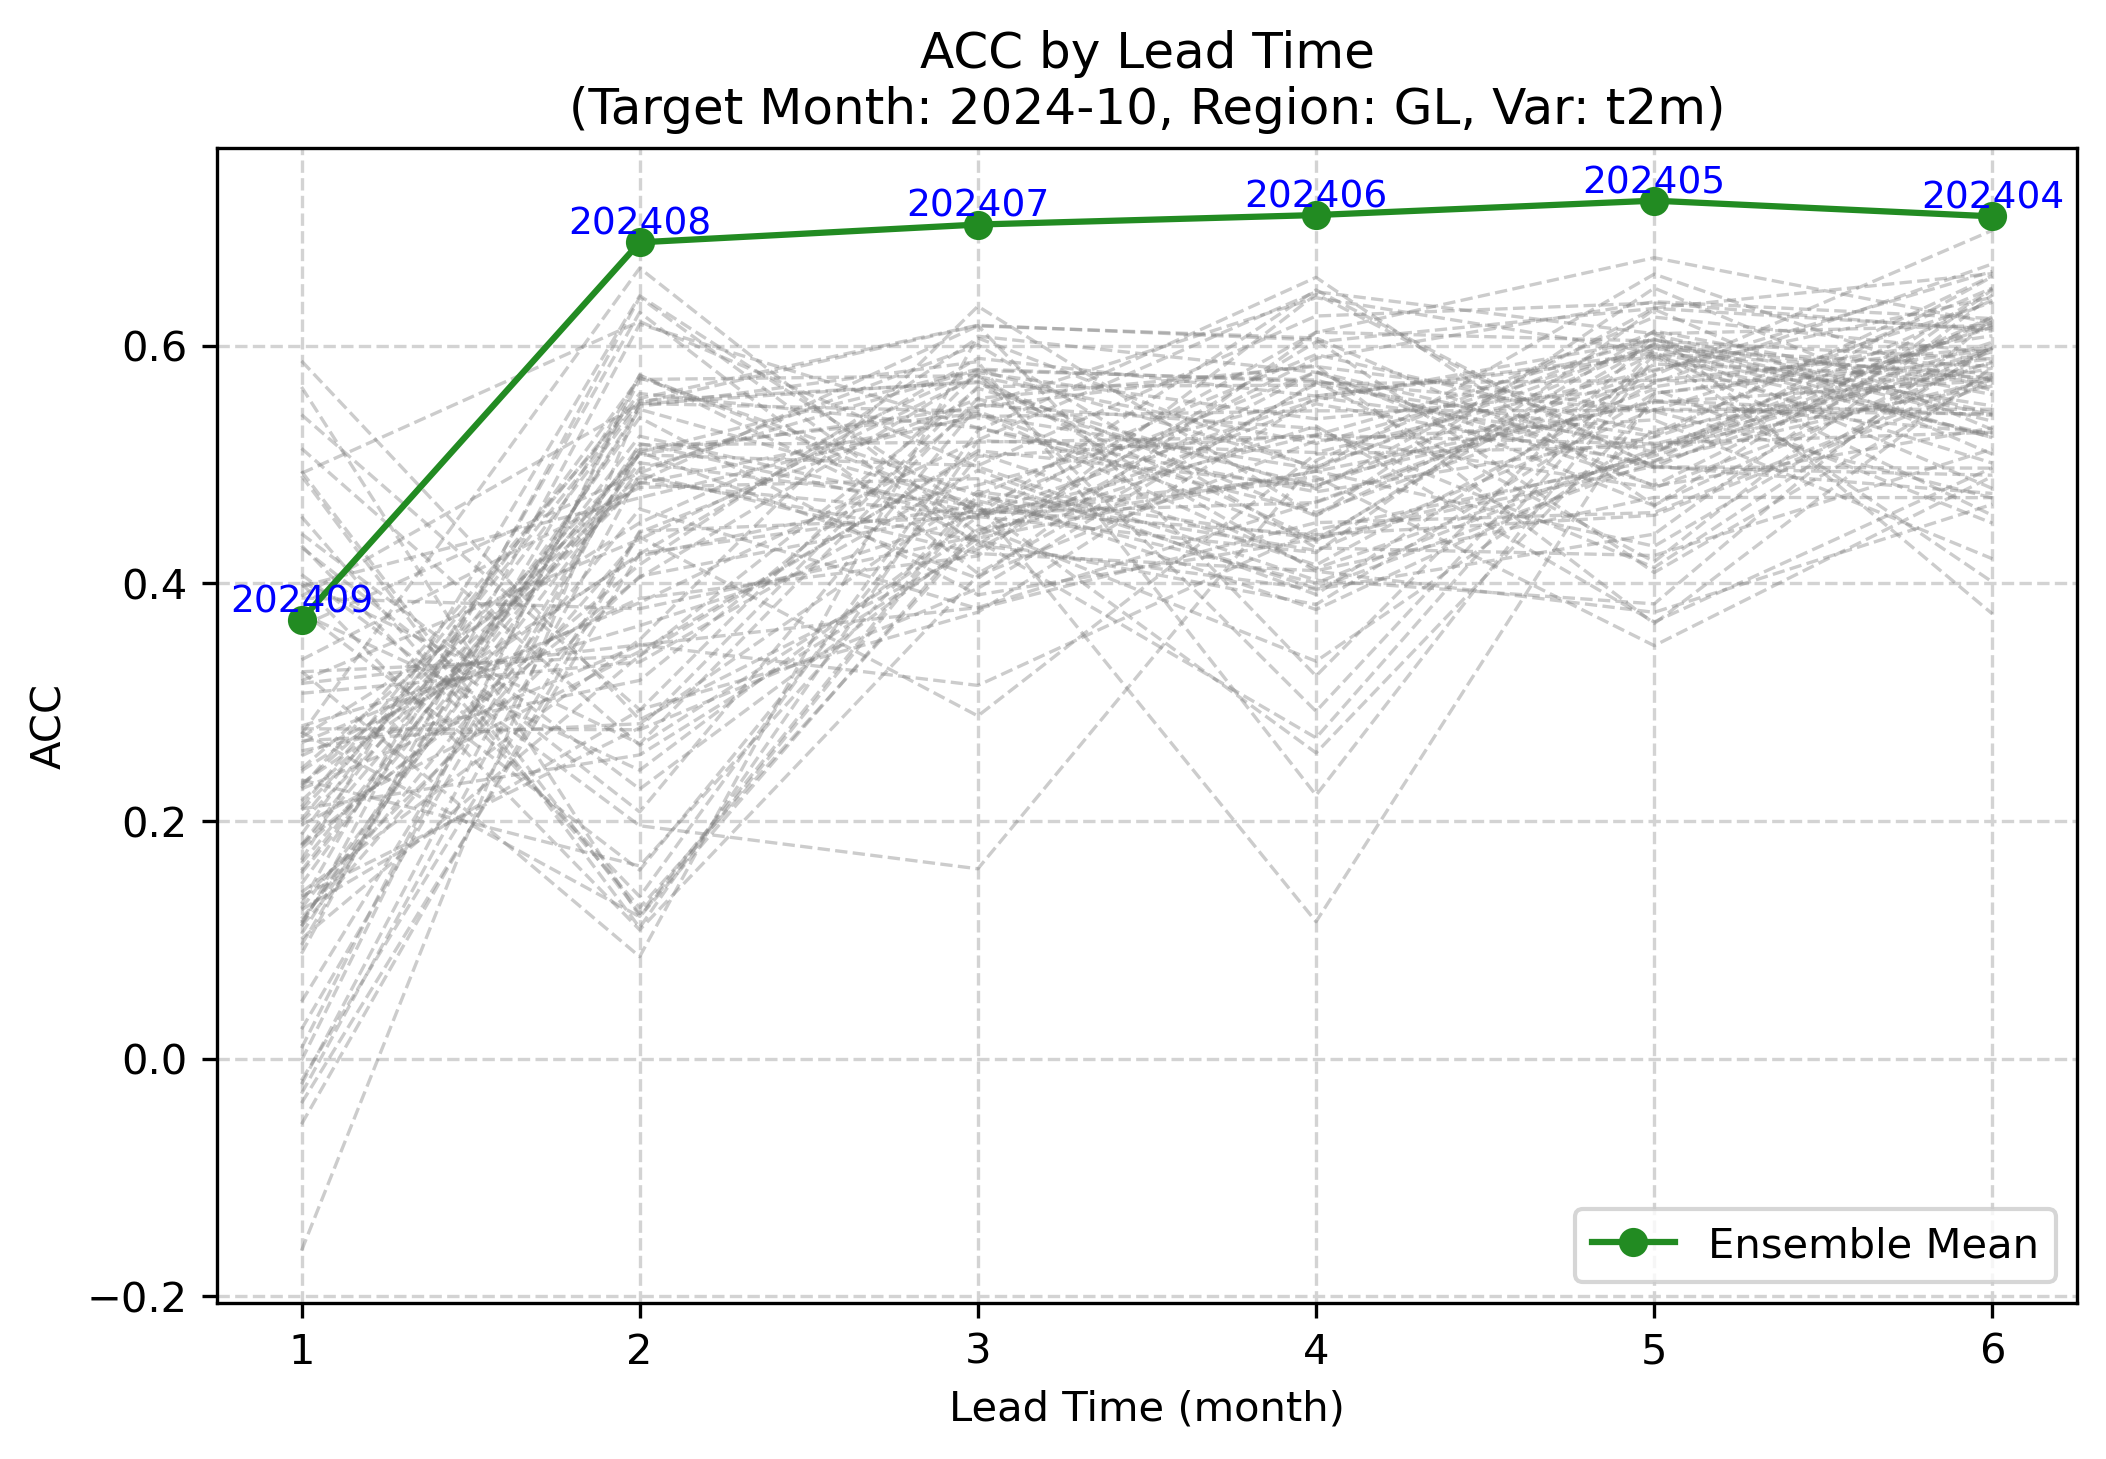 ACC by Lead Time
(Target Month: 2024-10, Region: GL, Var: t2m)
202409
202408
202407
202406
202405
202404
ACC
0.6
0.4
0.2
0.0
−0.2
Ensemble Mean
1 2 3 4 5 6
Lead Time (month)